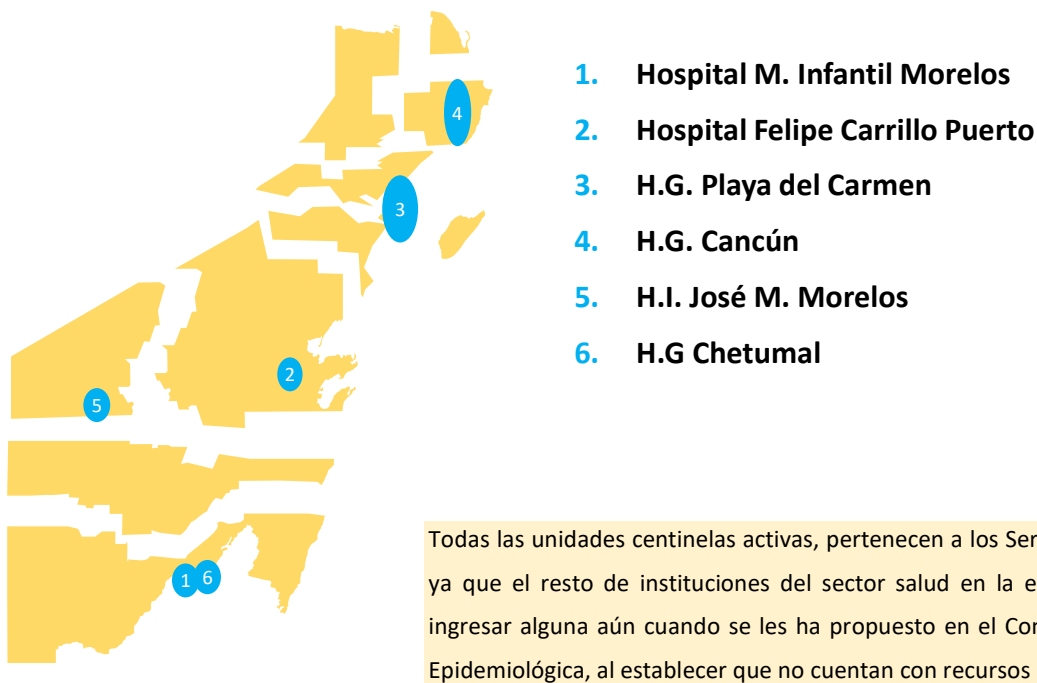 1. Hospital M. Infantil Morelos
2. Hospital Felipe Carrillo Puerto
3. H.G. Playa del Carmen
4. H.G. Cancún
5. H.I. José M. Morelos
6. H.G Chetumal
4
3
2
5
1 6
Todas las unidades centinelas activas, pertenecen a los Ser
ya que el resto de instituciones del sector salud en la e
ingresar alguna aún cuando se les ha propuesto en el Co
Epidemiológica, al establecer que no cuentan con recursos